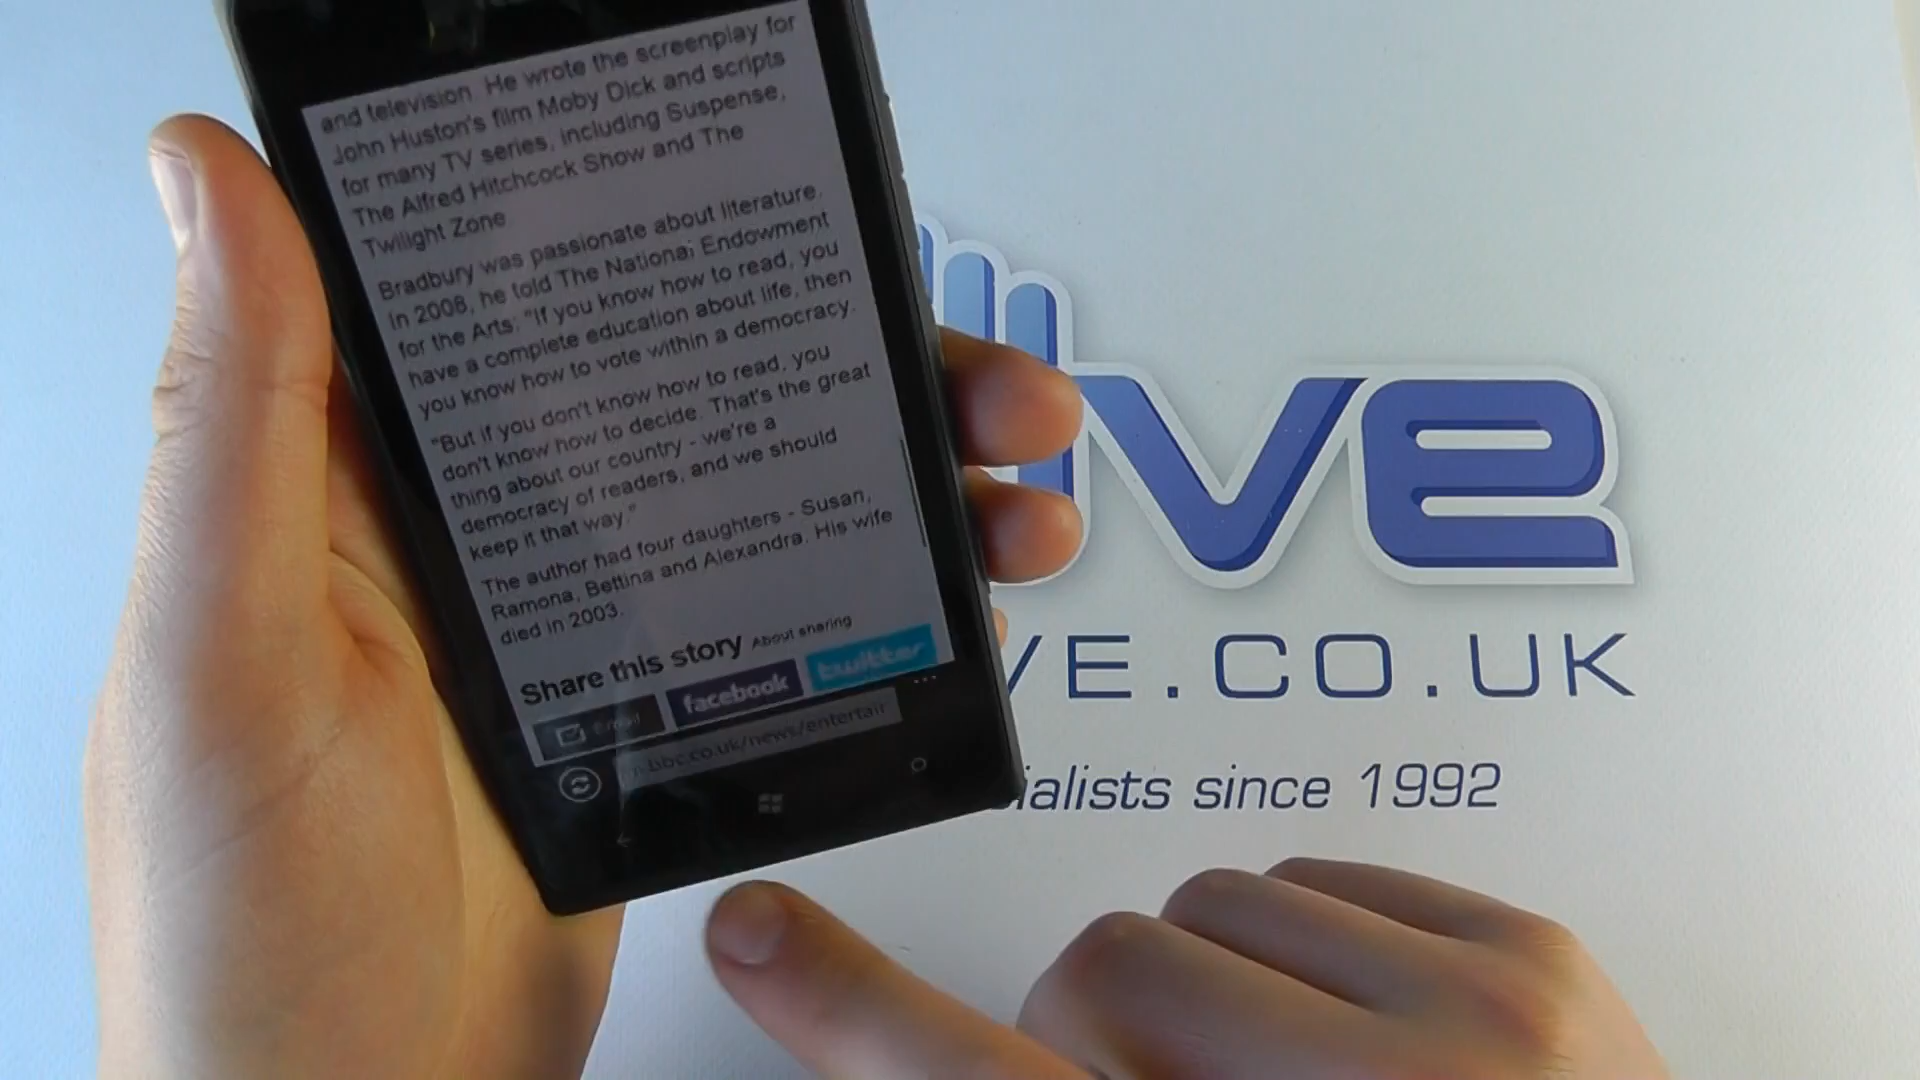 and television. He wrote the screenplay for
John Huston's film Moby Dick and scripts
for many TV series, including Suspense,
The Alfred Hitchcock Show and The
Twilight Zone
Bradbury was passionate about literature.
In 2008, he told The National Endowment
for the Arts: "If you know how to read, you
have a complete education about life, then
you know how to vote within a democracy.
"But if you don't know how to read, you
don't know how to decide. That's the great
thing about our country - we're a
democracy of readers, and we should
keep it that way."
The author had four daughters - Susan,
Ramona, Bettina and Alexandra. His wife
died in 2003.
Share this story About sharing
Email facebook twitter
m.bbc.co.uk/news/entertair
ve
VE.CO.UK
ialists since 1992